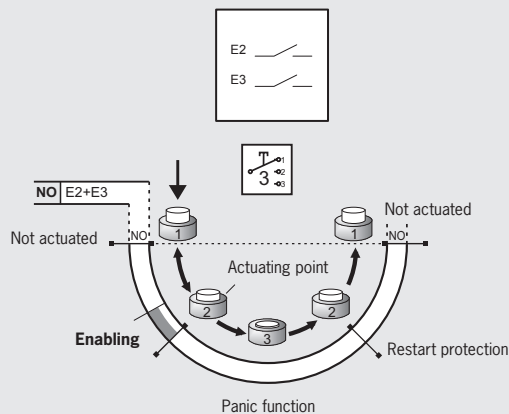 E2
E3
1
2
3
3
NO E2+E3
Not actuated
NO
1
1
Not actuated
NO
Actuating point
2
2
3
Enabling
Restart protection
Panic function